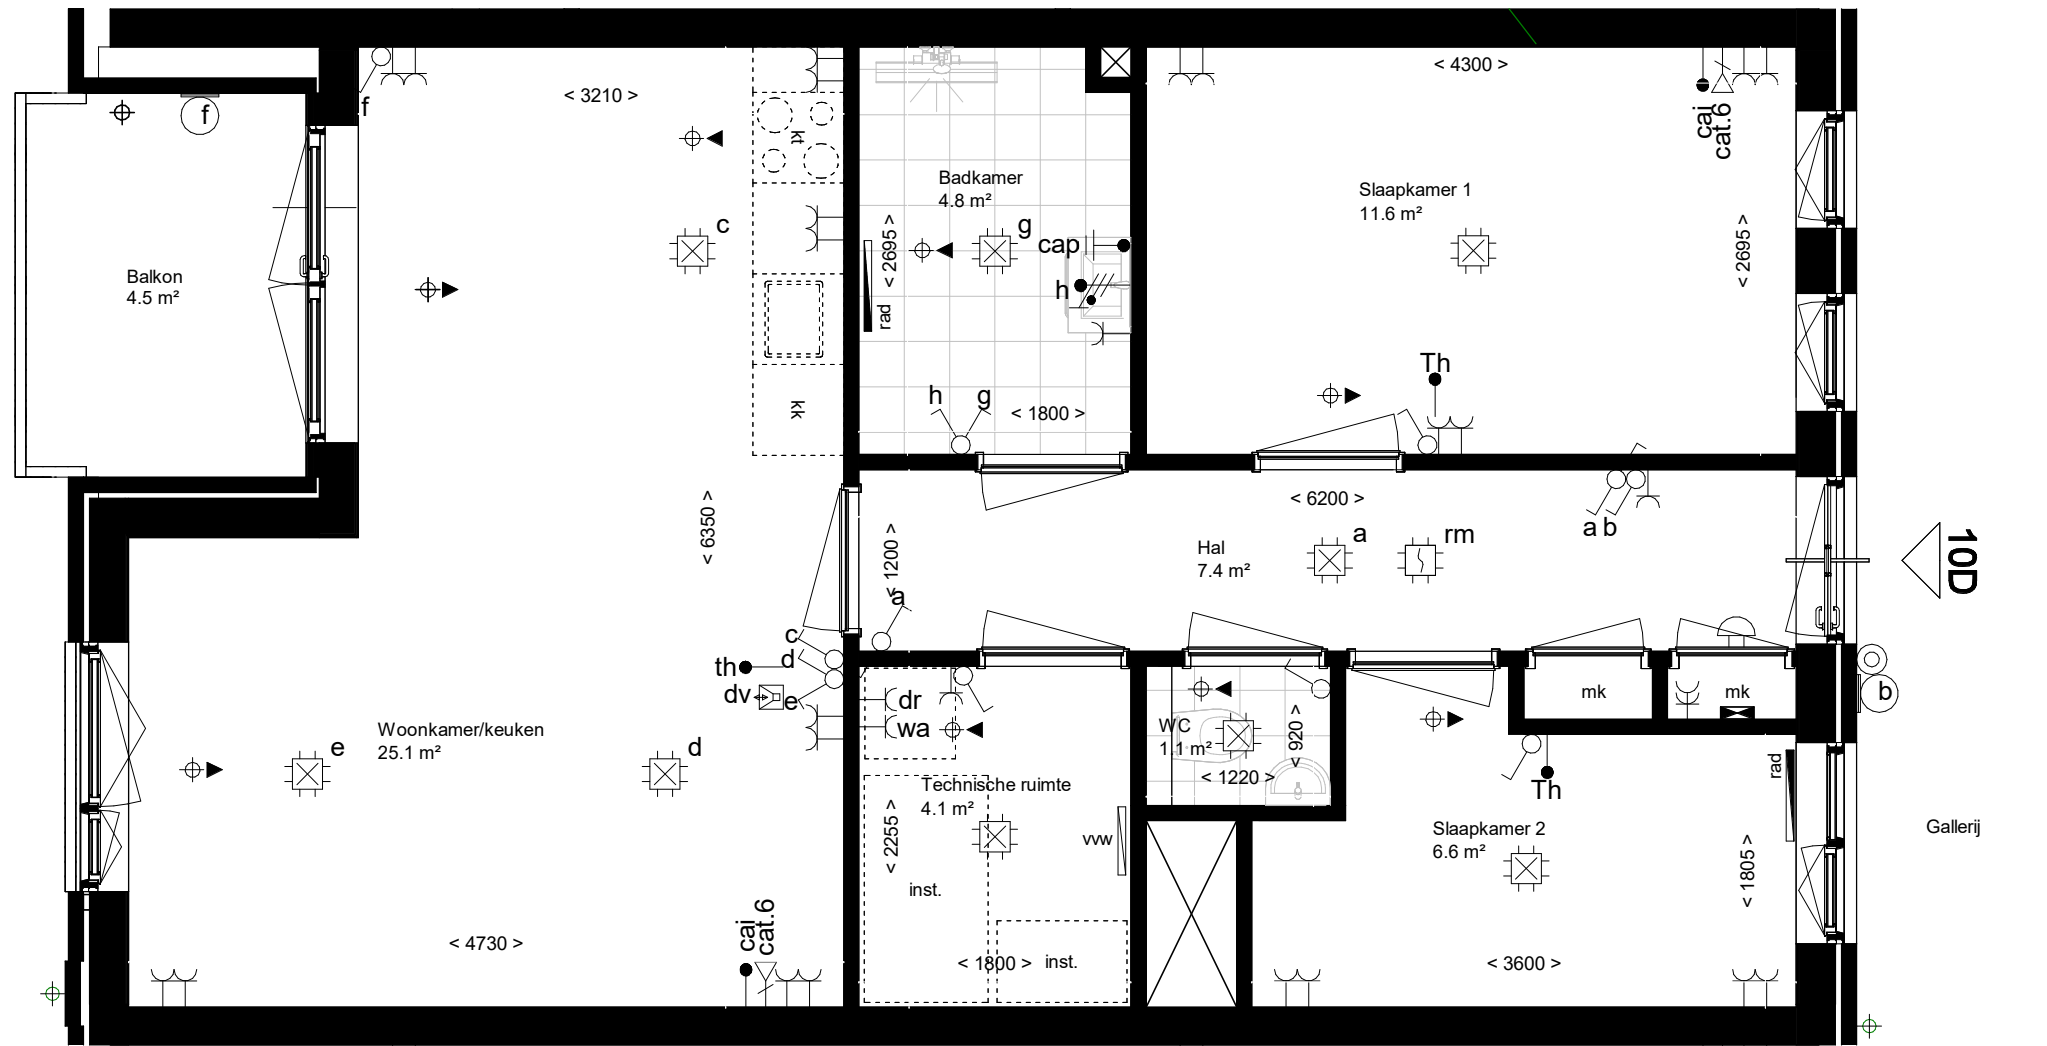 f
f
< 3210 >
kt
c
Balkon
4.5 m²
kk
< 6350 >
Badkamer
4.8 m²
< 2695 >
g
cap
h
rad
h
g
< 1800 >
< 4300 >
cai
cat.6
Slaapkamer 1
11.6 m²
< 2695 >
Th
< 6200 >
a b
a
rm
Hal
7.4 m²
< 1200 >
a
10D
c
d
th
dv
e
dr
wa
Woonkamer/keuken
25.1 m²
e
d
WC
1.1 m²
< 920 >
< 1220 >
mk
mk
b
Technische ruimte
4.1 m²
< 2255 >
vvw
inst.
< 1800 >
inst.
Th
rad
Slaapkamer 2
6.6 m²
< 1805 >
Gallerij
< 4730 >
cai
cat.6
< 3600 >